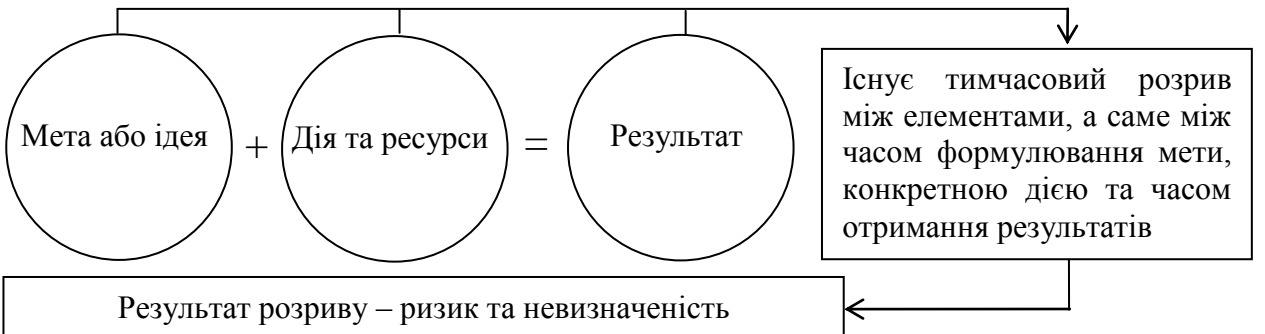 Мета або ідея + Дія та ресурси = Результат
Існує тимчасовий розрив
між елементами, а саме між
часом формулювання мети,
конкретною дією та часом
отримання результатів
Результат розриву – ризик та невизначеність